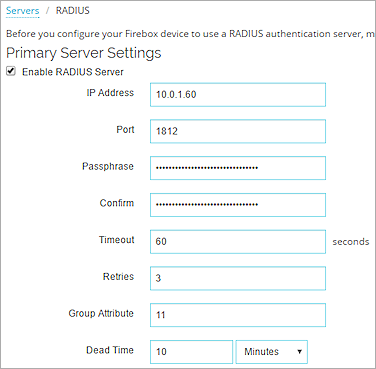 Servers / RADIUS
Before you configure your Firebox device to use a RADIUS authentication server, m
Primary Server Settings
Enable RADIUS Server
IP Address 10.0.1.60
Port 1812
Passphrase ••••••••••••••••••••••••••••••••
Confirm ••••••••••••••••••••••••••••••••
Timeout 60 seconds
Retries 3
Group Attribute 11
Dead Time 10 Minutes